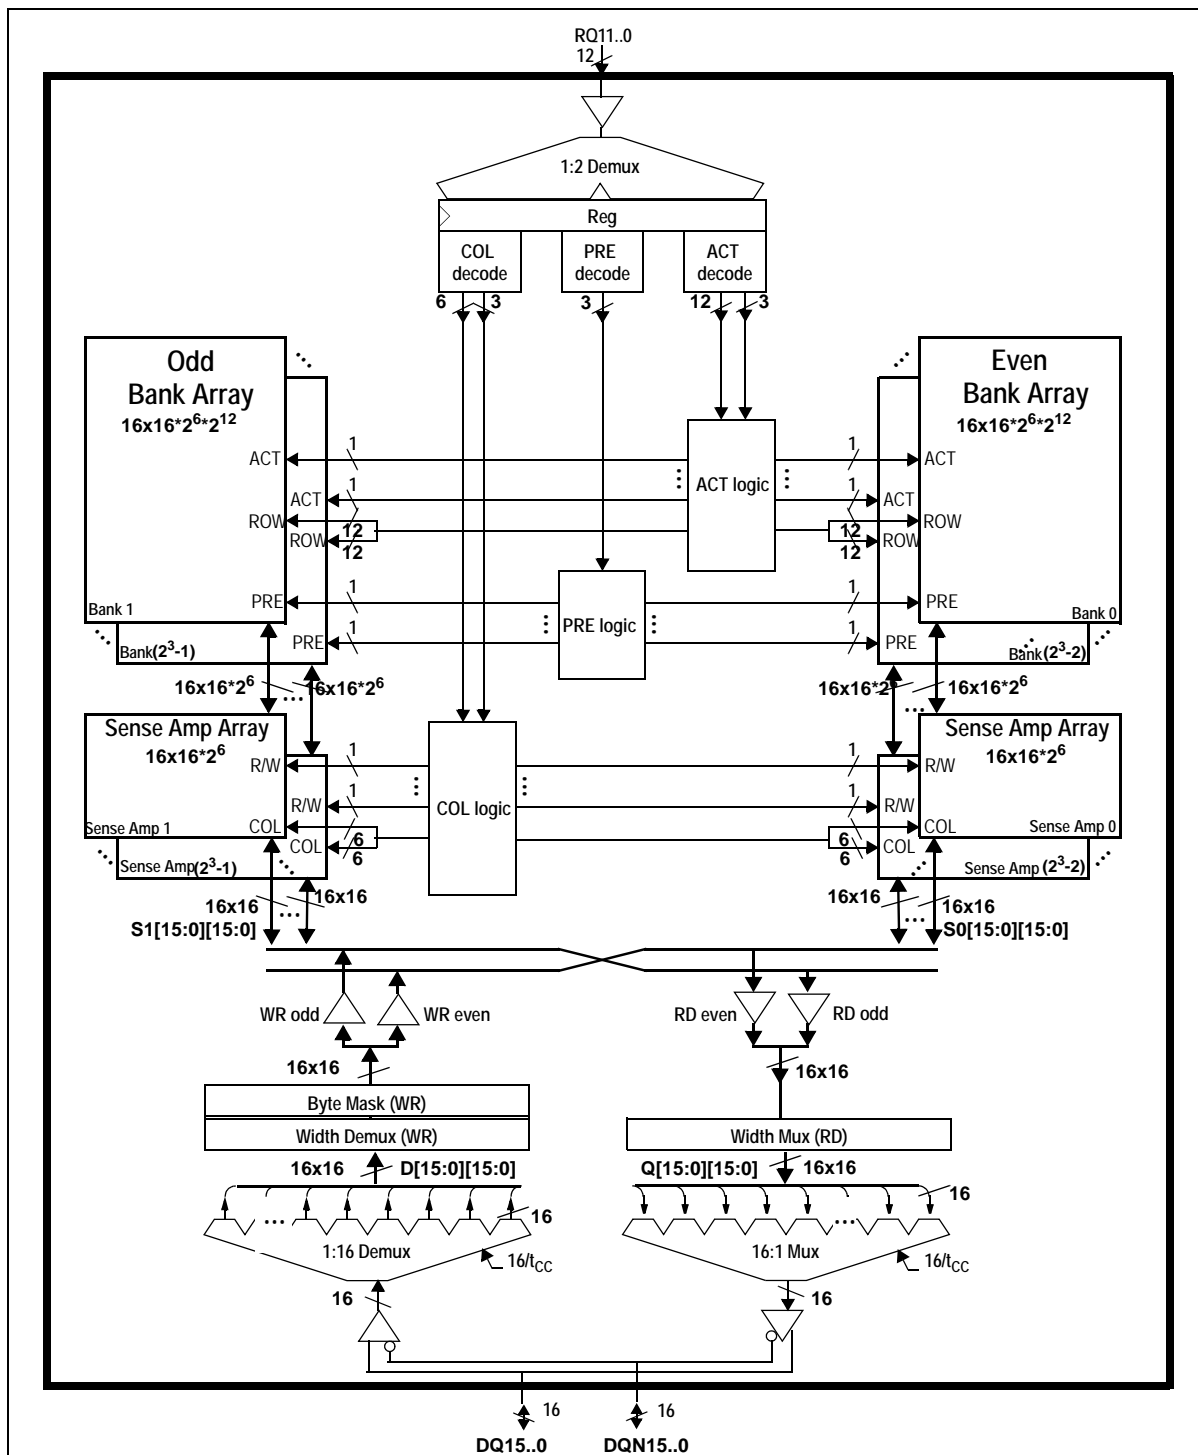 RQ11..0
12
1:2 Demux
Reg
COL decode
PRE decode
ACT decode
6
3
3
12
3
Odd
Bank Array
16x16*2^6*2^12
Even
Bank Array
16x16*2^6*2^12
ACT
1
1
ACT
ACT
1
1
ACT
ACT logic
ROW
12
ROW
12
12
ROW
12
ROW
PRE
1
1
PRE
Bank 1
Bank 0
PRE
1
1
PRE
PRE logic
Bank(2^3-1)
Bank(2^3-2)
16x16*2^6
16x16*2^6
16x16*2^6
16x16*2^6
Sense Amp Array
16x16*2^6
Sense Amp Array
16x16*2^6
R/W
1
1
R/W
R/W
1
1
R/W
COL logic
Sense Amp 1
COL
6
6
COL
Sense Amp 0
COL
6
6
COL
Sense Amp(2^3-1)
Sense Amp (2^3-2)
16x16
16x16
16x16
16x16
S1[15:0][15:0]
S0[15:0][15:0]
WR odd
WR even
RD even
RD odd
16x16
16x16
Byte Mask (WR)
Width Demux (WR)
Width Mux (RD)
16x16
D[15:0][15:0]
Q[15:0][15:0]
16x16
16
16
1:16 Demux
16/tCC
16:1 Mux
16/tCC
16
16
16
16
DQ15..0
DQN15..0